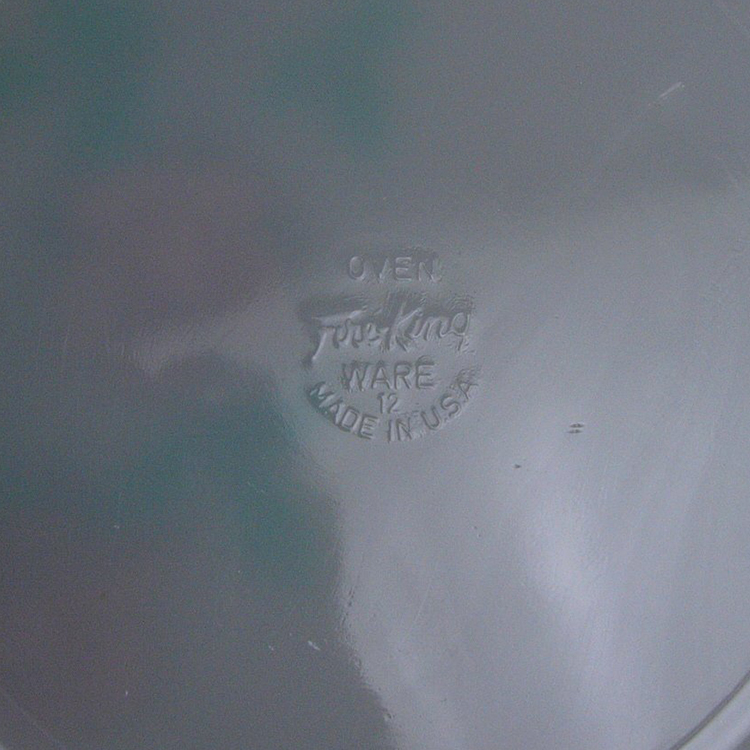 OVEN
Fire-King
WARE
12
MADE IN U.S.A.